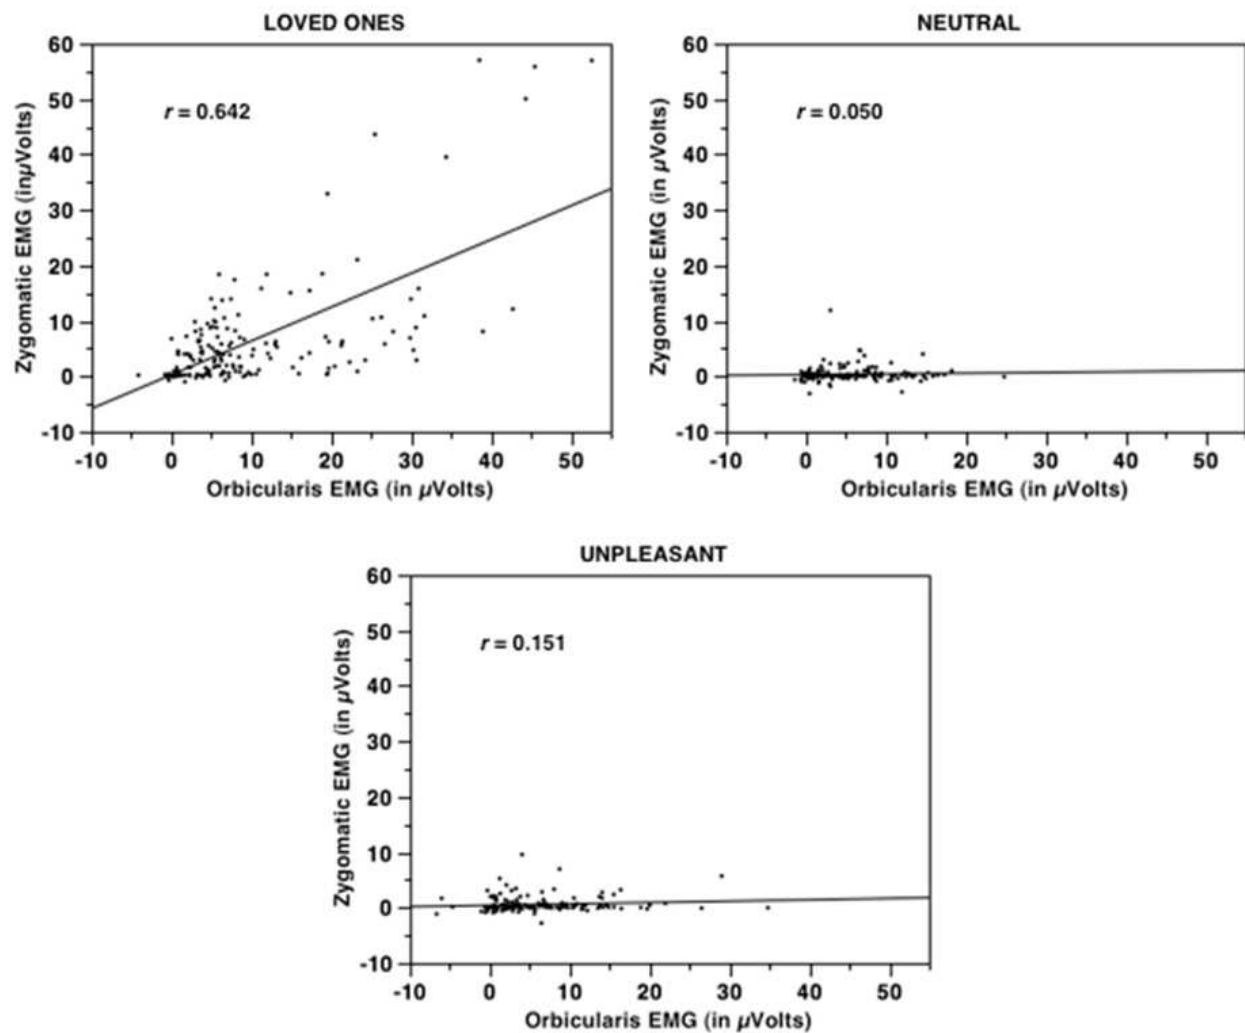 LOVED ONES
60
50
40
30
20
10
0
-10
Zygomatic EMG (inµVolts)
r = 0.642
-10 0 10 20 30 40 50
Orbicularis EMG (in µVolts)
NEUTRAL
60
50
40
30
20
10
0
-10
Zygomatic EMG (in µVolts)
r = 0.050
-10 0 10 20 30 40 50
Orbicularis EMG (in µVolts)
UNPLEASANT
60
50
40
30
20
10
0
-10
Zygomatic EMG (in µVolts)
r = 0.151
-10 0 10 20 30 40 50
Orbicularis EMG (in µVolts)